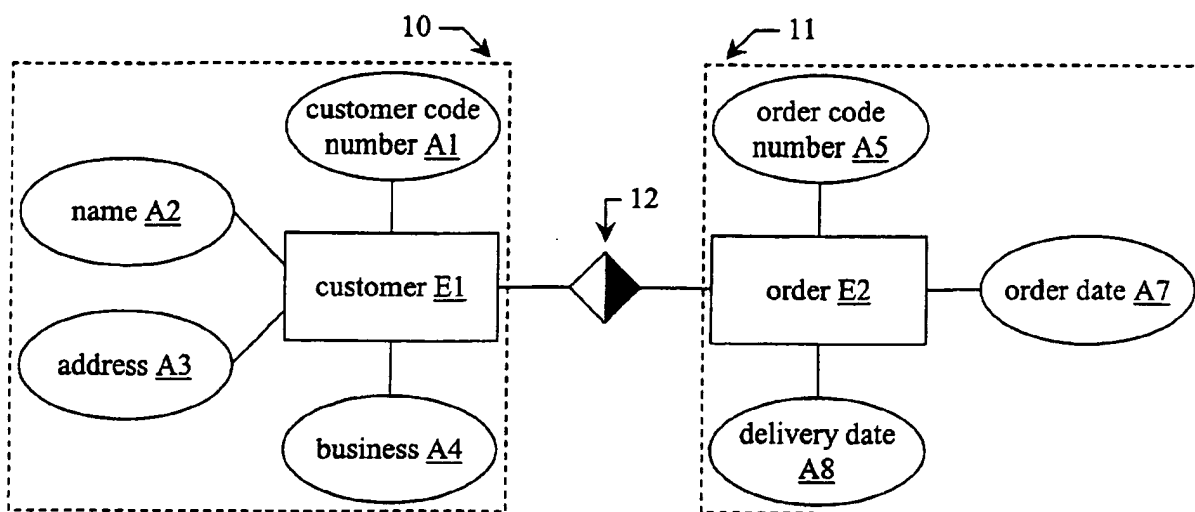 10
11
customer code
number A1
order code
number A5
name A2
12
customer E1
order E2
order date A7
address A3
business A4
delivery date
A8